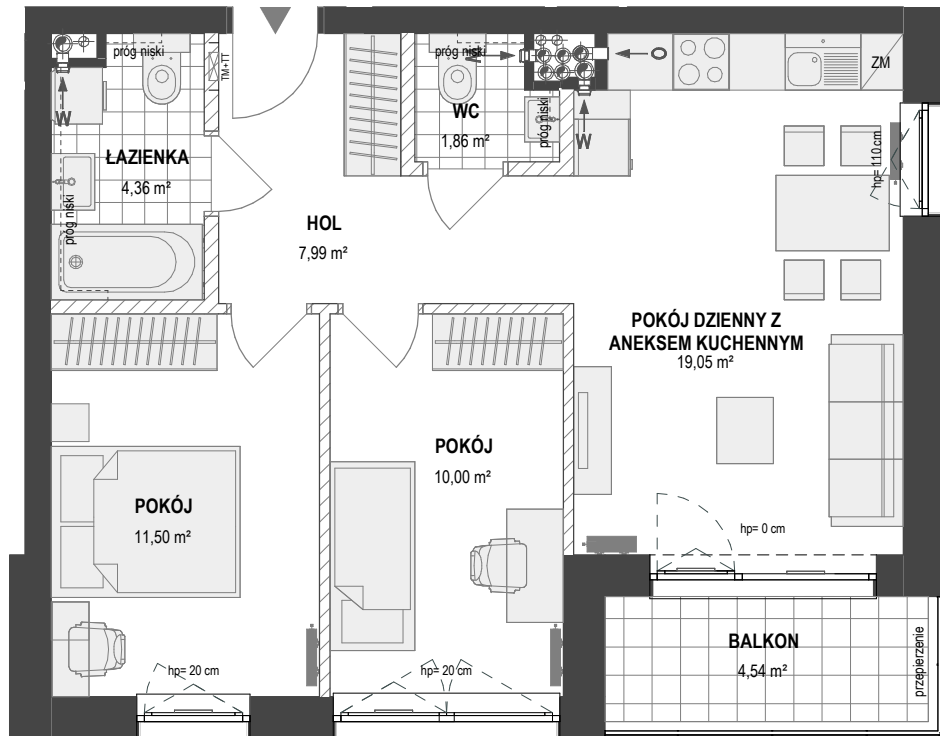 próg niski
TM+TT
W
ŁAZIENKA
4,36 m²
próg niski
próg niski
W
WC
1,86 m²
próg niski
W
O
ZM
hp= 110 cm
HOL
7,99 m²
POKÓJ DZIENNY Z
ANEKSEM KUCHENNYM
19,05 m²
POKÓJ
11,50 m²
hp= 20 cm
POKÓJ
10,00 m²
hp= 20 cm
hp= 0 cm
BALKON
4,54 m²
przepierzenie